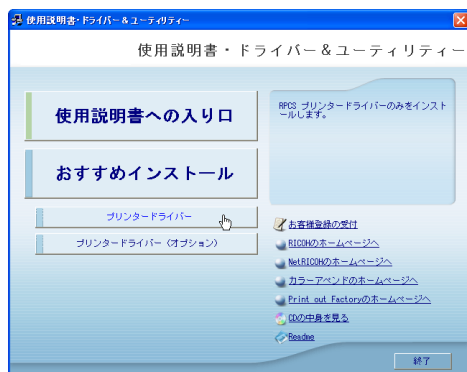 使用説明書・ドライバー＆ユーティリティー
使用説明書・ドライバー＆ユーティリティー
使用説明書への入り口
おすすめインストール
プリンタードライバー
プリンタードライバー（オプション）
RPCS プリンタードライバーのみをインスト
ールします。
お客様登録の受付
RICOHのホームページへ
NetRICOHのホームページへ
カラーアペンドのホームページへ
Print out Factoryのホームページへ
CDの中身を見る
Readme
終了